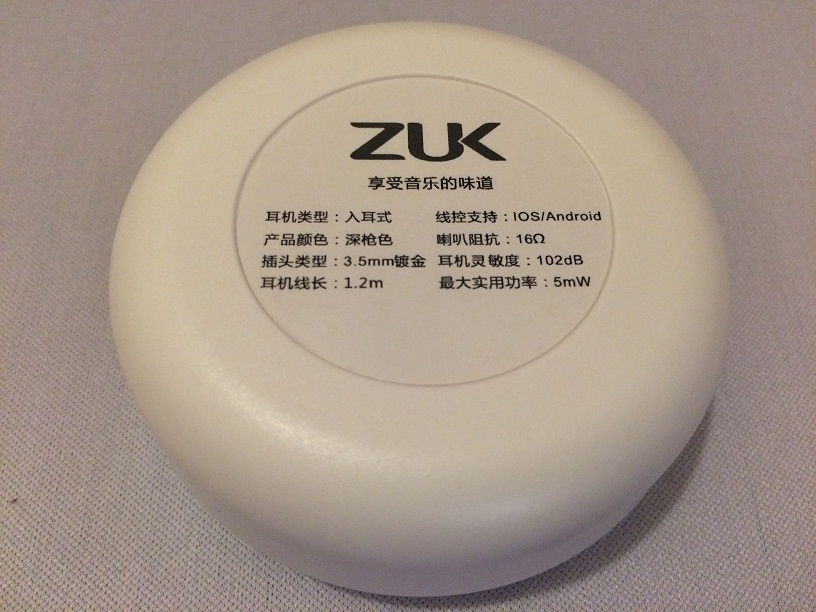 ZUK
享受音乐的味道
耳机类型：入耳式 线控支持：IOS/Android
产品颜色：深枪色 喇叭阻抗：16Ω
插头类型：3.5mm镀金 耳机灵敏度：102dB
耳机线长：1.2m 最大实用功率：5mW